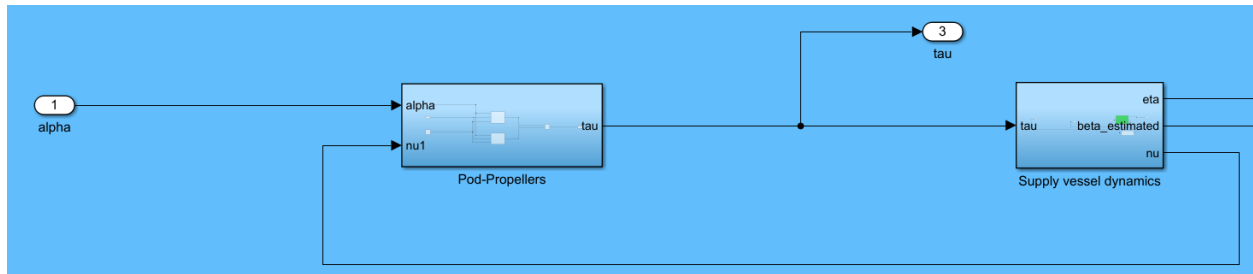 3
tau
1
alpha
alpha
nu1
tau
Pod-Propellers
tau
eta
beta_estimated
nu
Supply vessel dynamics